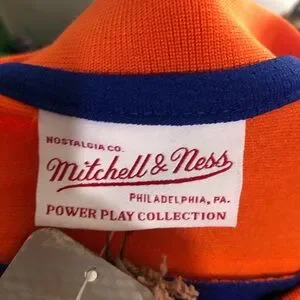 NOSTALGIA CO.
Mitchell & Ness
PHILADELPHIA, PA.
POWER PLAY COLLECTION